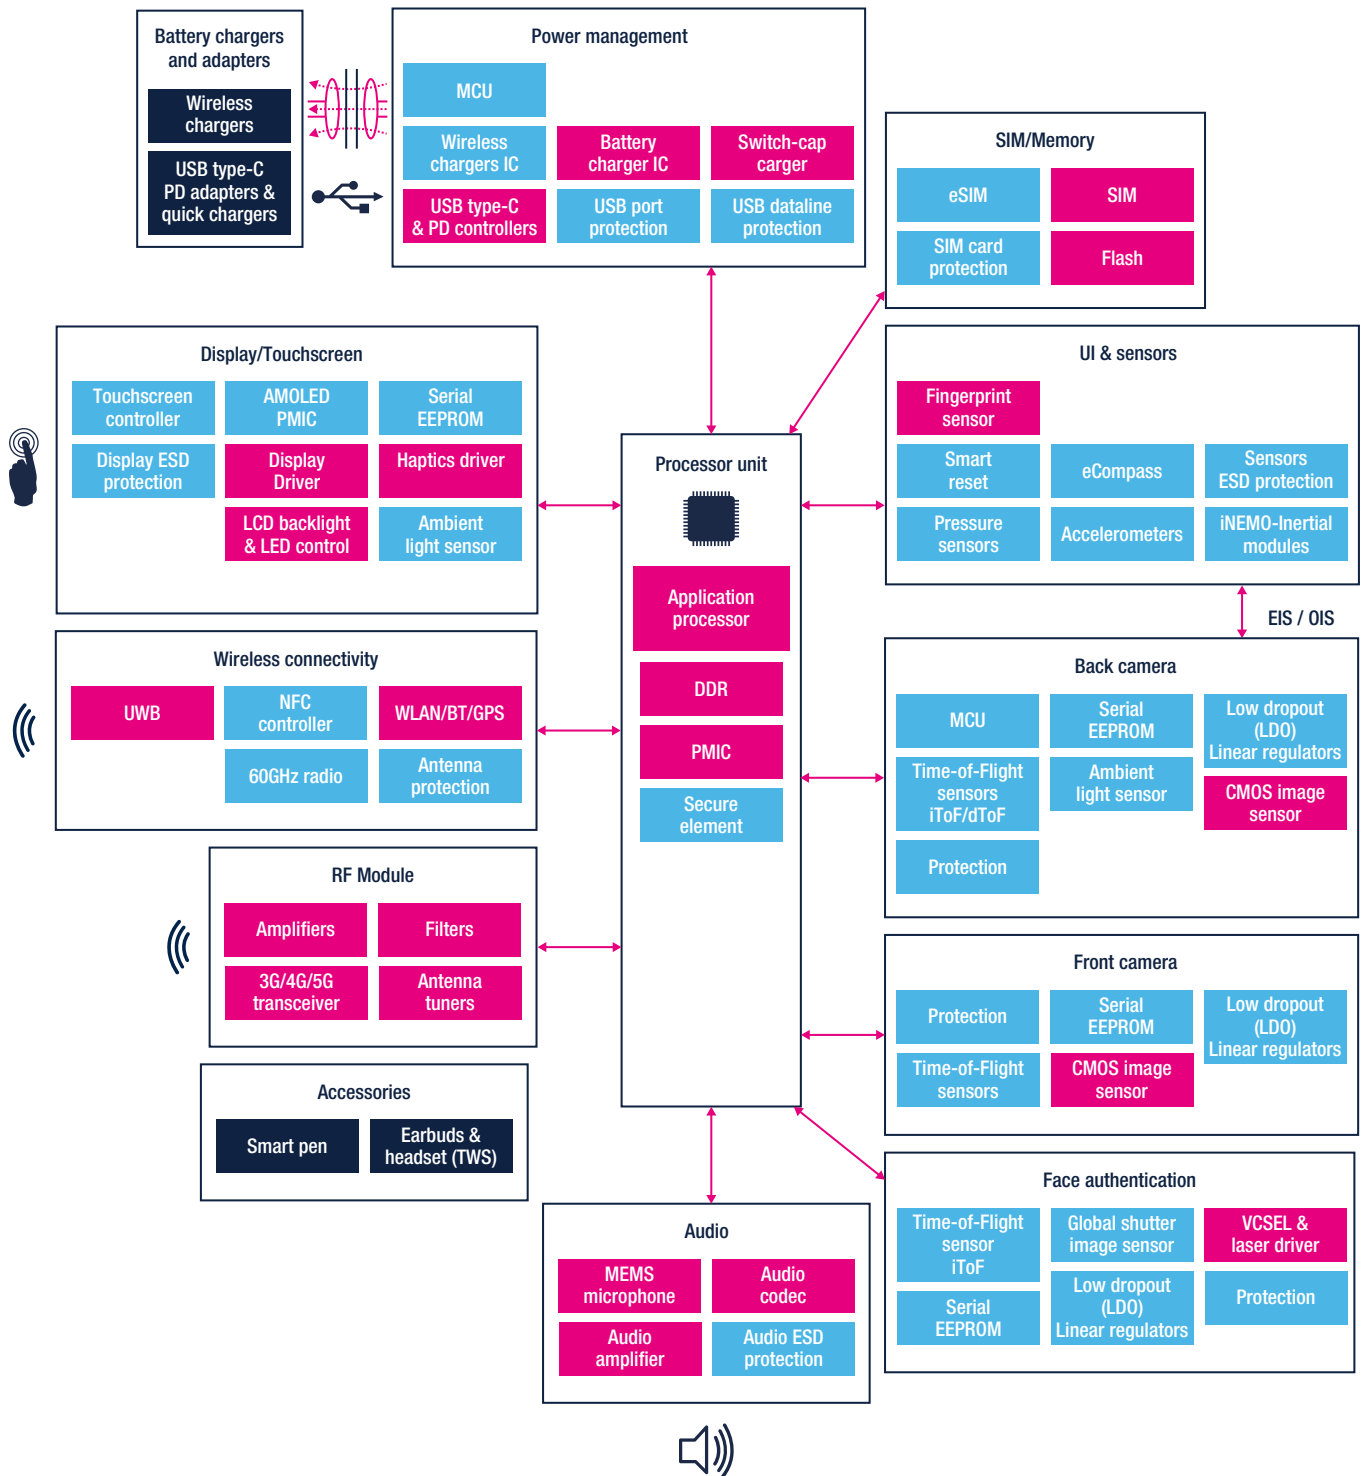 Battery chargers
and adapters
Wireless
chargers
USB type-C
PD adapters &
quick chargers
Power management
MCU
Wireless
chargers IC
Battery
charger IC
Switch-cap
carger
USB type-C
& PD controllers
USB port
protection
USB dataline
protection
SIM/Memory
eSIM
SIM
SIM card
protection
Flash
Display/Touchscreen
Touchscreen
controller
AMOLED
PMIC
Serial
EEPROM
Display ESD
protection
Display
Driver
Haptics driver
LCD backlight
& LED control
Ambient
light sensor
UI & sensors
Fingerprint
sensor
Smart
reset
eCompass
Sensors
ESD protection
Pressure
sensors
Accelerometers
iNEMO-Inertial
modules
Processor unit
Application
processor
DDR
PMIC
Secure
element
EIS / OIS
Wireless connectivity
UWB
NFC
controller
WLAN/BT/GPS
60GHz radio
Antenna
protection
Back camera
MCU
Serial
EEPROM
Low dropout
(LDO)
Linear regulators
Time-of-Flight
sensors
iToF/dToF
Ambient
light sensor
CMOS image
sensor
Protection
RF Module
Amplifiers
Filters
3G/4G/5G
transceiver
Antenna
tuners
Front camera
Protection
Serial
EEPROM
Low dropout
(LDO)
Linear regulators
Time-of-Flight
sensors
CMOS image
sensor
Accessories
Smart pen
Earbuds &
headset (TWS)
Face authentication
Time-of-Flight
sensor
iToF
Global shutter
image sensor
VCSEL &
laser driver
Serial
EEPROM
Low dropout
(LDO)
Linear regulators
Protection
Audio
MEMS
microphone
Audio
codec
Audio
amplifier
Audio ESD
protection